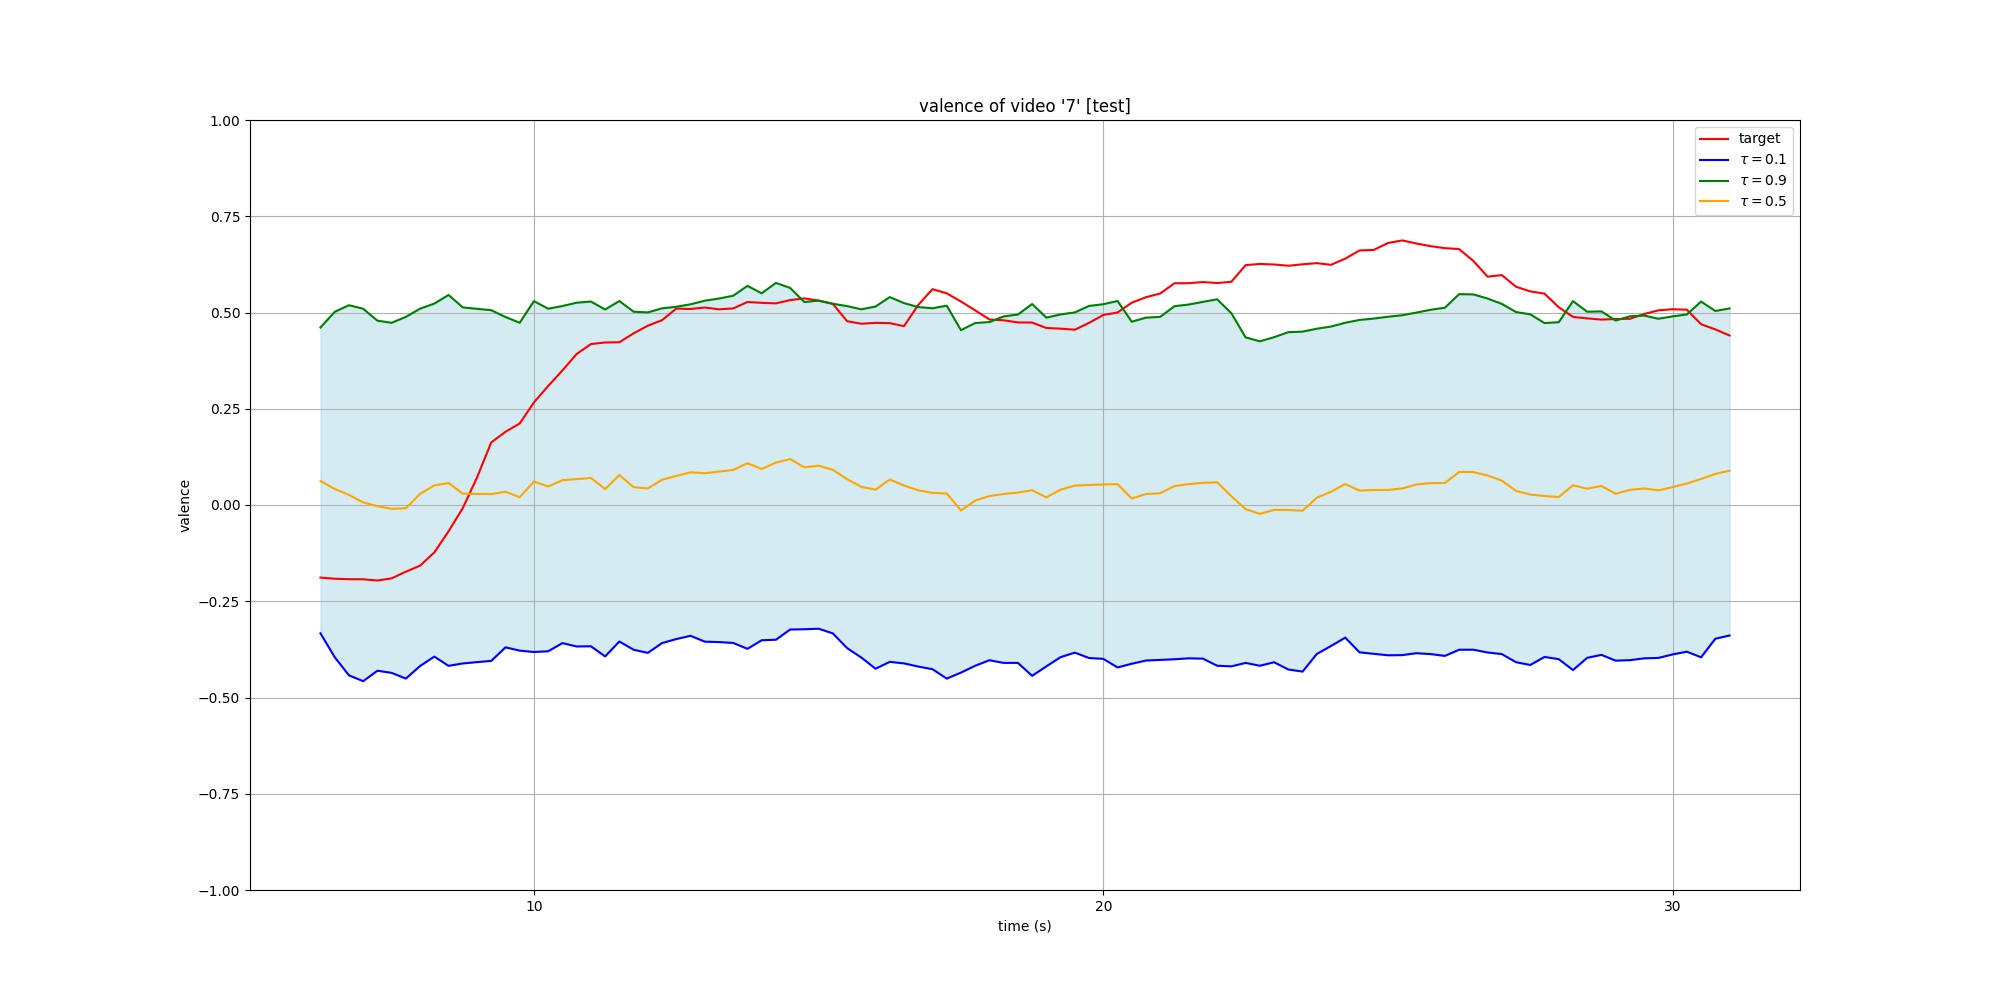 valence of video '7' [test]
target
τ = 0.1
τ = 0.9
τ = 0.5
1.00
0.75
0.50
0.25
0.00
−0.25
−0.50
−0.75
−1.00
valence
10 20 30
time (s)